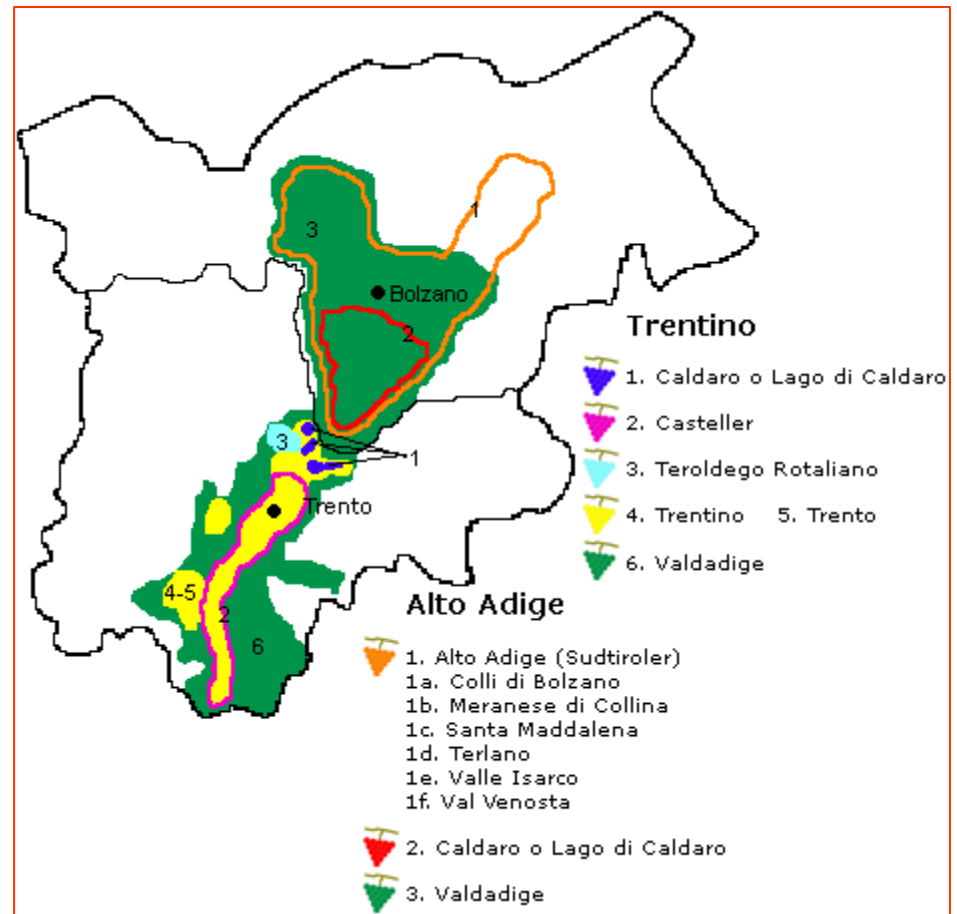 1
3
Bolzano
2
Trentino
1. Caldaro o Lago di Caldaro
2. Casteller
3
1
3. Teroldego Rotaliano
Trento
4. Trentino 5. Trento
6. Valdadige
4-5
2
6
Alto Adige
1. Alto Adige (Sudtiroler)
1a. Colli di Bolzano
1b. Meranese di Collina
1c. Santa Maddalena
1d. Terlano
1e. Valle Isarco
1f. Val Venosta
2. Caldaro o Lago di Caldaro
3. Valdadige